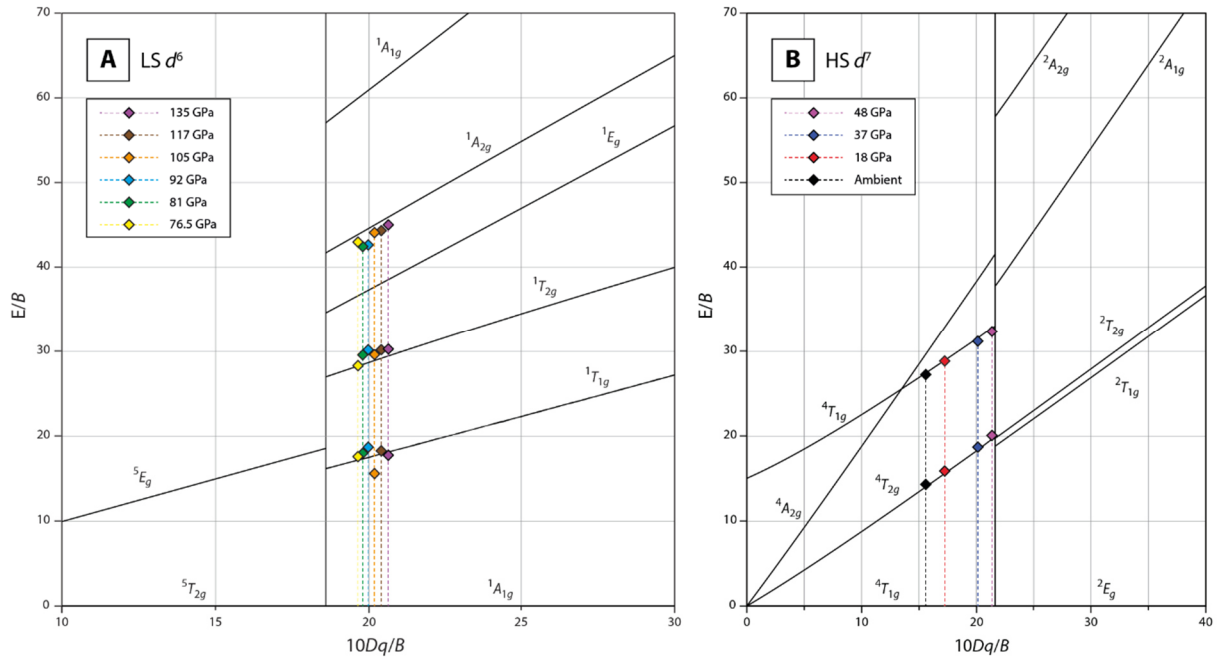 A LS d⁶
135 GPa
117 GPa
105 GPa
92 GPa
81 GPa
76.5 GPa
¹A₁g
¹A₂g
¹Eg
¹T₂g
¹T₁g
⁵Eg
⁵T₂g
¹A₁g
70
60
50
40
30
20
10
0
E/B
10
15
20
25
30
10Dq/B
B HS d⁷
48 GPa
37 GPa
18 GPa
Ambient
²A₂g
²A₁g
⁴T₁g
⁴A₂g
⁴T₂g
²T₂g
²T₁g
⁴T₁g
²Eg
70
60
50
40
30
20
10
0
E/B
0
10
20
30
40
10Dq/B